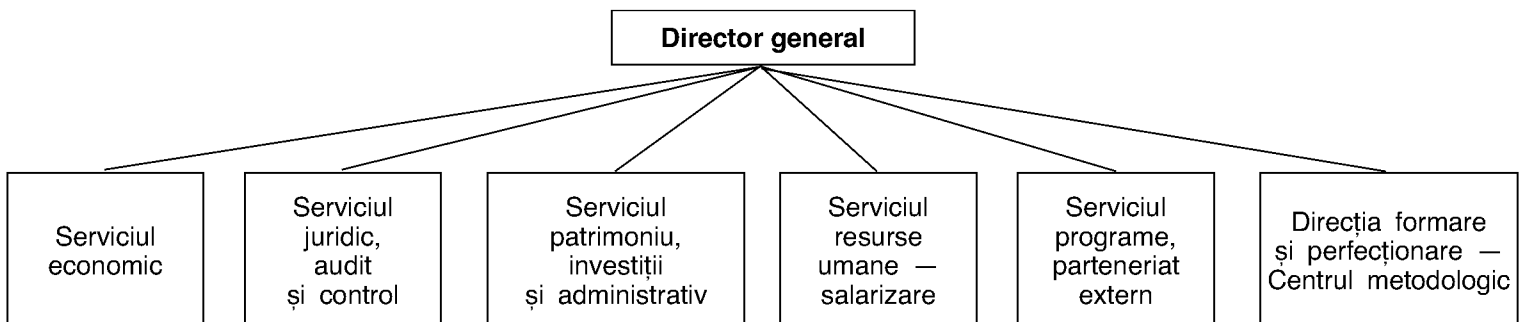 Director general
Serviciul
economic
Serviciul
juridic,
audit
și control
Serviciul
patrimoniu,
investiții
și administrativ
Serviciul
resurse
umane —
salarizare
Serviciul
programe,
parteneriat
extern
Direcția formare
și perfecționare —
Centrul metodologic